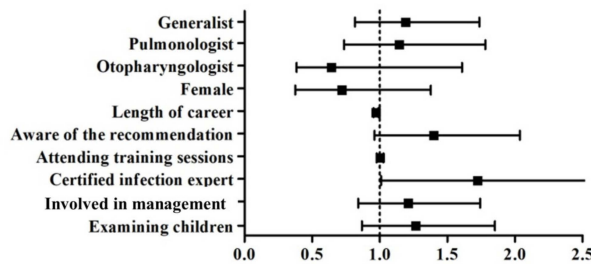 Generalist
Pulmonologist
Otopharyngologist
Female
Length of career
Aware of the recommendation
Attending training sessions
Certified infection expert
Involved in management
Examining children
0.0 0.5 1.0 1.5 2.0 2.5